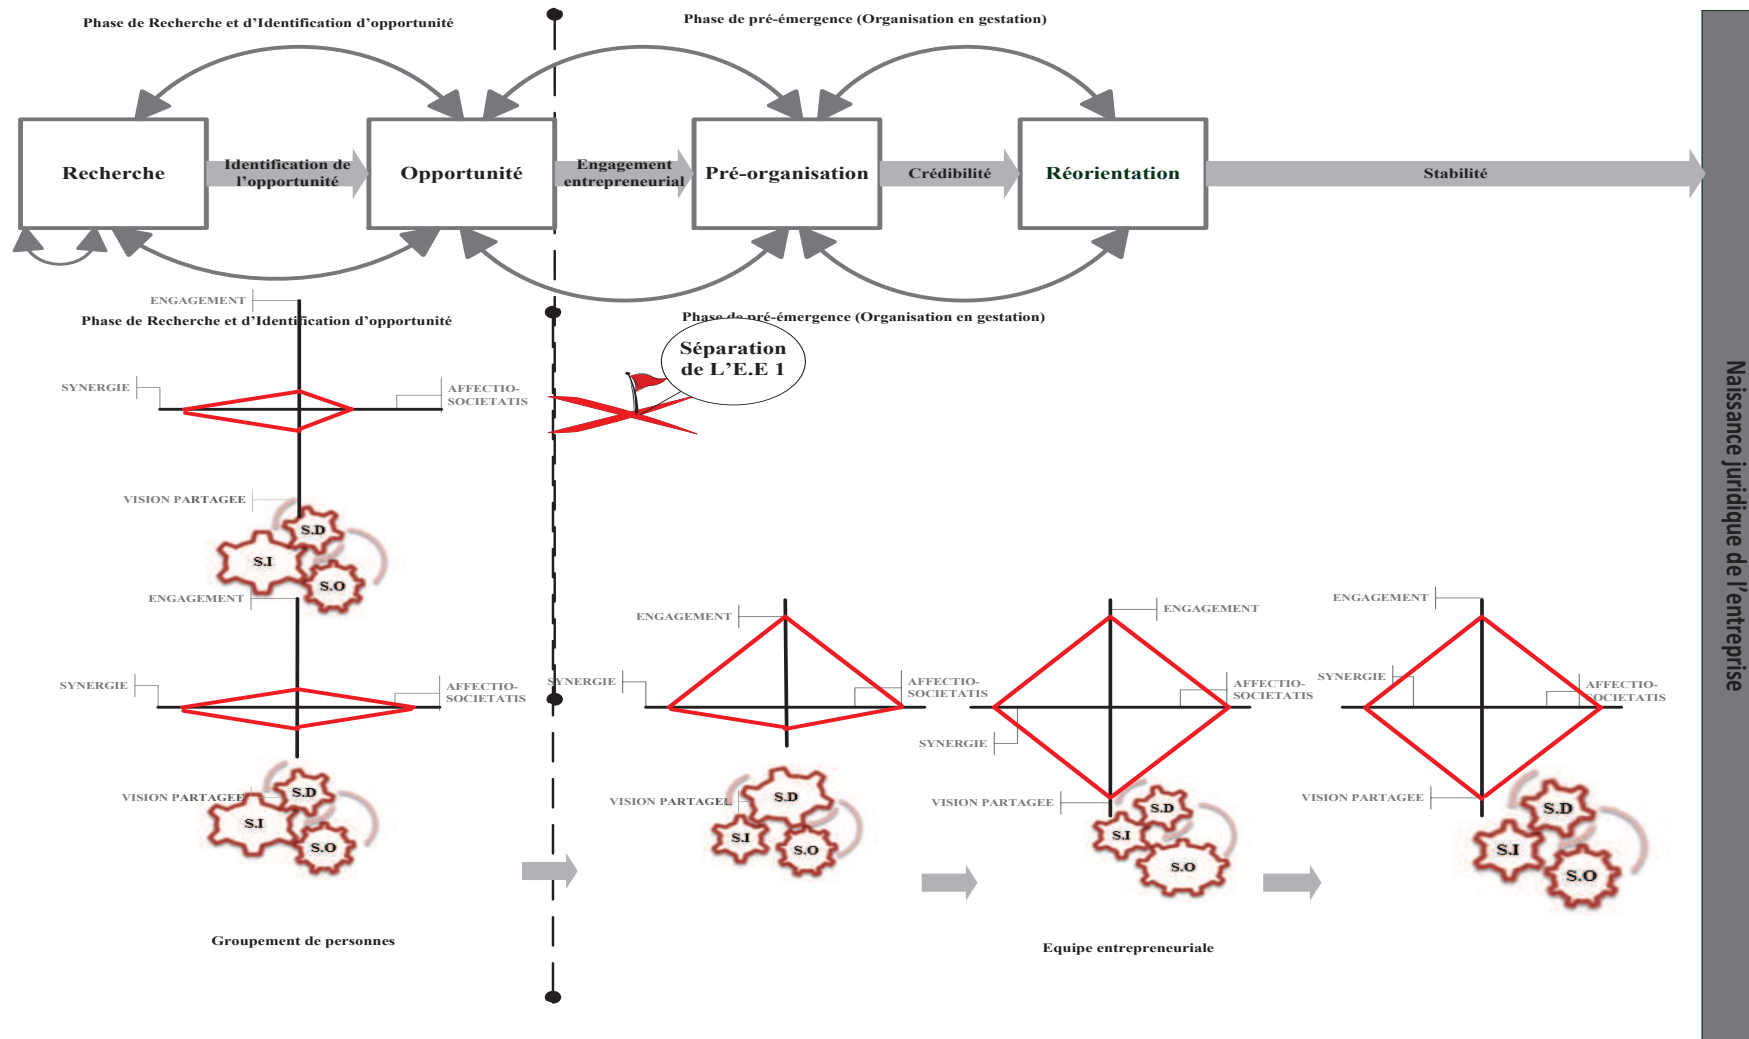 Phase de Recherche et d'Identification d'opportunité
Phase de pré-émergence (Organisation en gestation)
Recherche
Identification de
l'opportunité
Opportunité
Engagement
entrepreneurial
Pré-organisation
Crédibilité
Réorientation
Stabilité
Naissance juridique de l'entreprise
ENGAGEMENT
Phase de Recherche et d'Identification d'opportunité
Phase de pré-émergence (Organisation en gestation)
Séparation
de L'E.E 1
SYNERGIE
AFFECTIO-
SOCIETATIS
VISION PARTAGEE
S.D
S.I
S.O
ENGAGEMENT
SYNERGIE
AFFECTIO-
SOCIETATIS
VISION PARTAGEE
S.D
S.I
S.O
ENGAGEMENT
SYNERGIE
AFFECTIO-
SOCIETATIS
VISION PARTAGEE
S.D
S.I
S.O
ENGAGEMENT
AFFECTIO-
SOCIETATIS
SYNERGIE
VISION PARTAGEE
S.D
S.I
S.O
ENGAGEMENT
SYNERGIE
AFFECTIO-
SOCIETATIS
VISION PARTAGEE
S.D
S.I
S.O
Groupement de personnes
Equipe entrepreneuriale